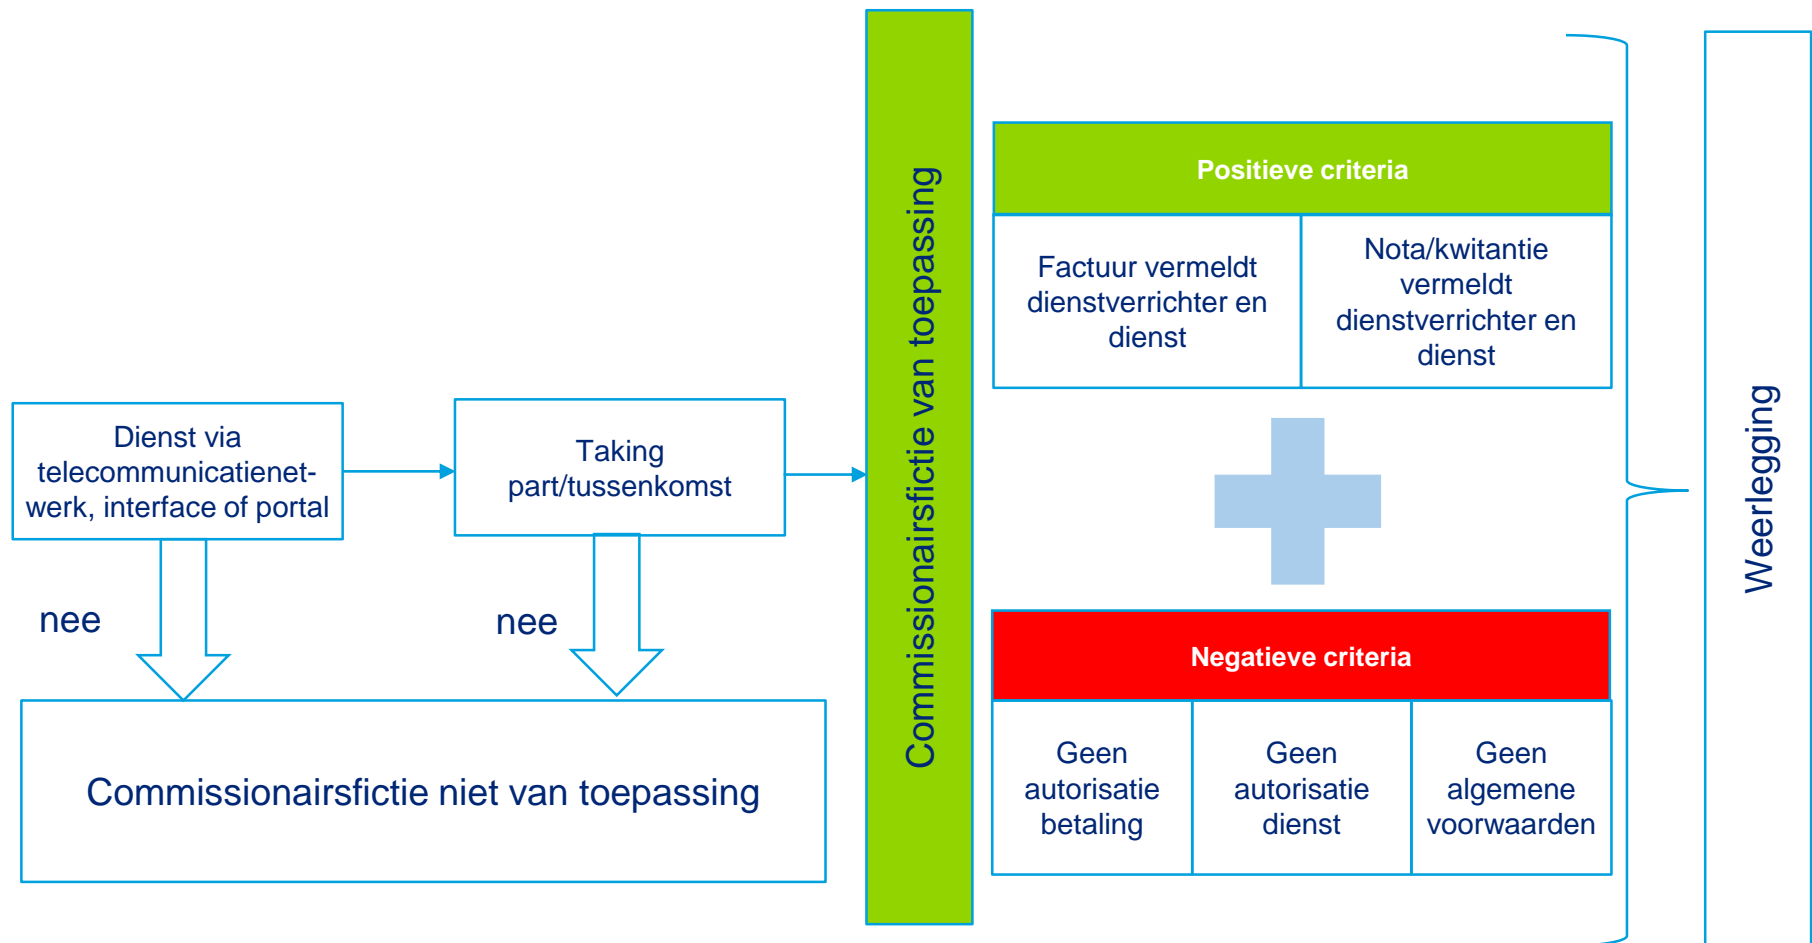 Dienst via
telecommunicatienet-
werk, interface of portal
nee
Taking
part/tussenkomst
nee
Commissionairsfictie niet van toepassing
Commissionairsfictie van toepassing
Positieve criteria
Factuur vermeldt
dienstverrichter en
dienst
Nota/kwitantie
vermeldt
dienstverrichter en
dienst
Negatieve criteria
Geen
autorisatie
betaling
Geen
autorisatie
dienst
Geen
algemene
voorwaarden
Weerlegging